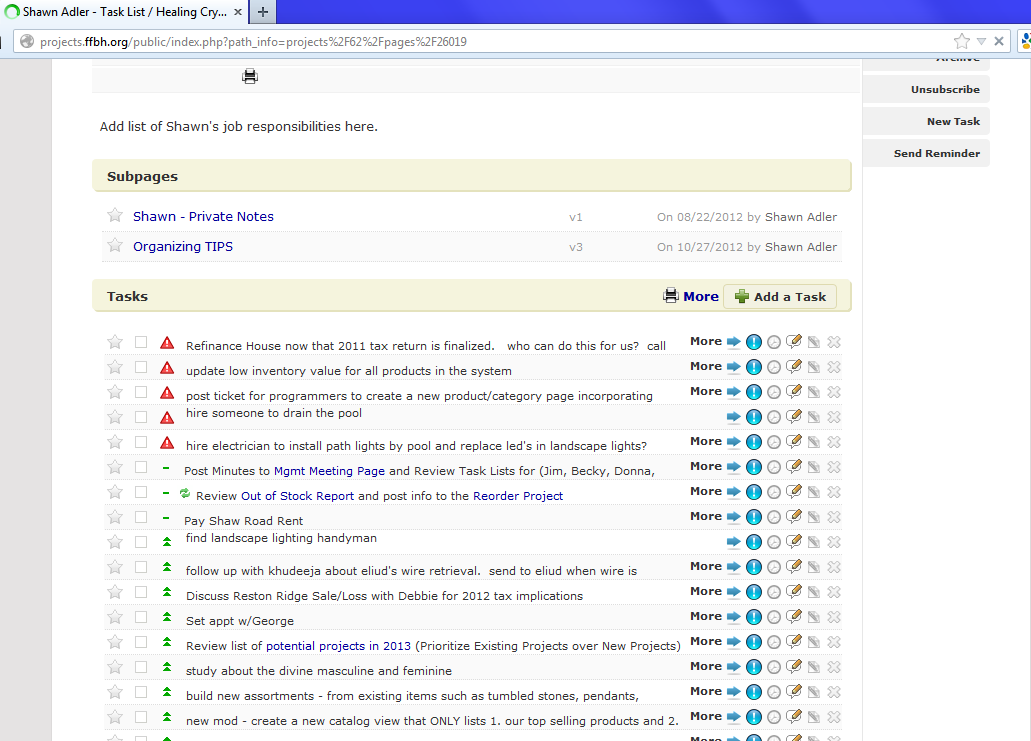 Shawn Adler - Task List / Healing Cry...
projects.ffbh.org/public/index.php?path_info=projects%2F62%2Fpages%2F26019
Archive
Unsubscribe
New Task
Send Reminder
Add list of Shawn's job responsibilities here.
Subpages
Shawn - Private Notes v1 On 08/22/2012 by Shawn Adler
Organizing TIPS v3 On 10/27/2012 by Shawn Adler
Tasks More Add a Task
Refinance House now that 2011 tax return is finalized. who can do this for us? call More
update low inventory value for all products in the system More
post ticket for programmers to create a new product/category page incorporating More
hire someone to drain the pool
hire electrician to install path lights by pool and replace led's in landscape lights? More
Post Minutes to Mgmt Meeting Page and Review Task Lists for (Jim, Becky, Donna, More
Review Out of Stock Report and post info to the Reorder Project More
Pay Shaw Road Rent More
find landscape lighting handyman
follow up with khudeeja about eliud's wire retrieval. send to eliud when wire is More
Discuss Reston Ridge Sale/Loss with Debbie for 2012 tax implications More
Set appt w/George More
Review list of potential projects in 2013 (Prioritize Existing Projects over New Projects) More
study about the divine masculine and feminine More
build new assortments - from existing items such as tumbled stones, pendants, More
new mod - create a new catalog view that ONLY lists 1. our top selling products and 2. More
More